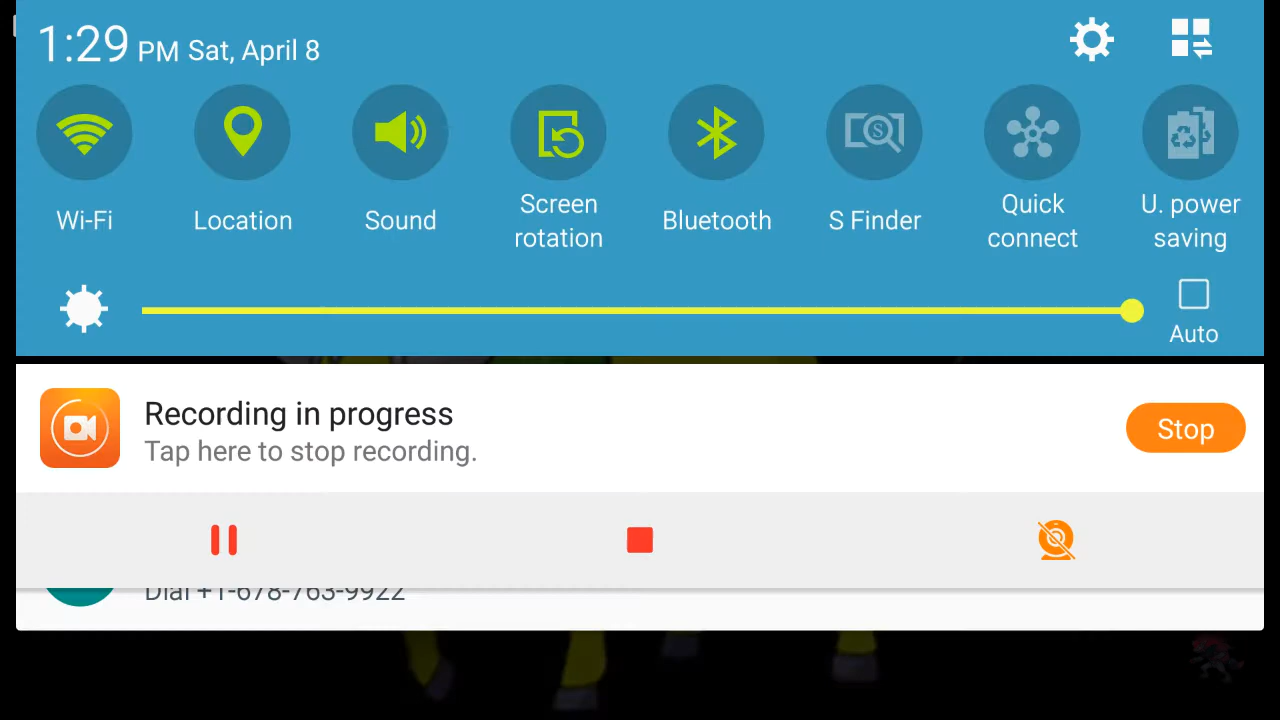 1:29 PM Sat, April 8
Wi-Fi
Location
Sound
Screen
rotation
Bluetooth
S Finder
Quick
connect
U. power
saving
Auto
Recording in progress
Tap here to stop recording.
Stop
Dial +1-678-763-9922